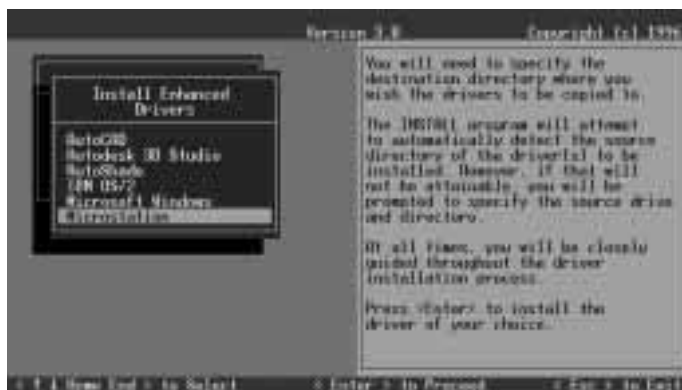 Version 3.0 Copyright (c) 1996
Install Enhanced
Drivers
AutoCAD
Autodesk 3D Studio
AutoShade
IBM OS/2
Microsoft Windows
Microstation
You will need to specify the
destination directory where you
wish the drivers to be copied to.
The INSTALL program will attempt
to automatically detect the source
directory of the driver(s) to be
installed. However, if that will
not be attainable, you will be
prompted to specify the source drive
and directory.
At all times, you will be closely
guided throughout the driver
installation process.
Press <Enter> to install the
driver of your choice.
< ↑ ↓ Home End > to Select < Enter > to Proceed < Esc > to Exit